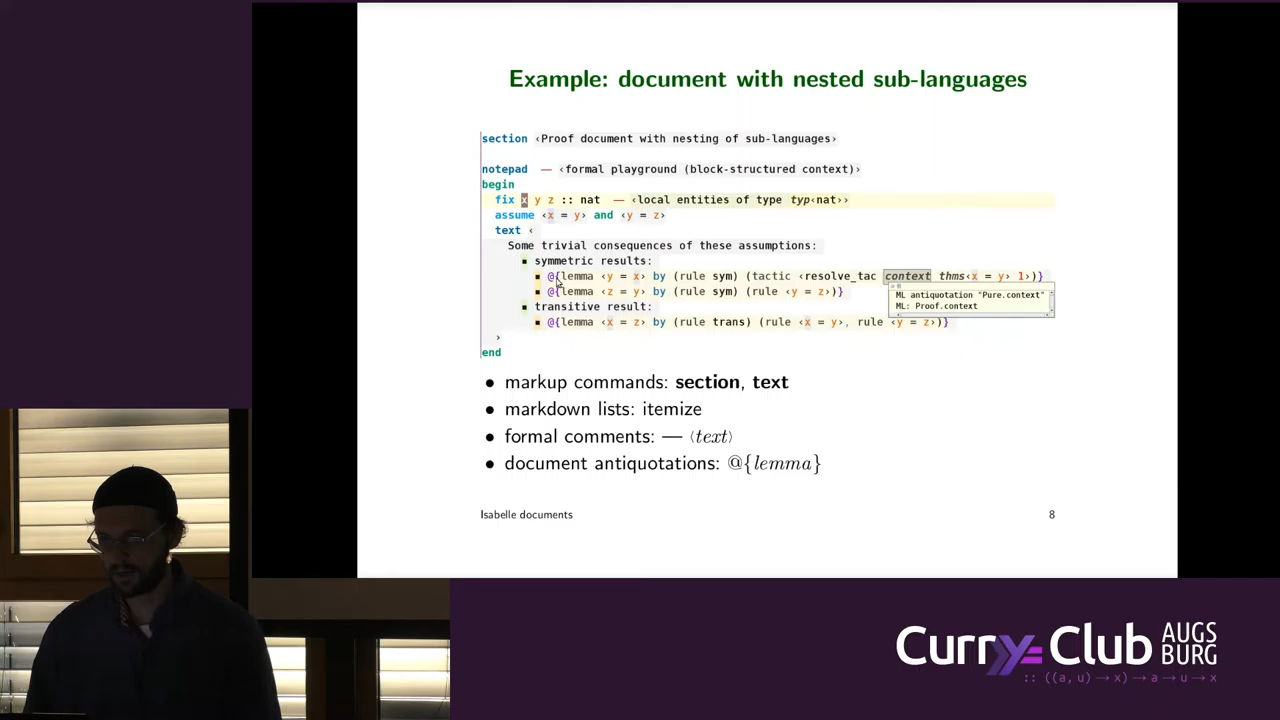 Example: document with nested sub-languages
section ‹Proof document with nesting of sub-languages›
notepad — ‹formal playground (block-structured context)›
begin
fix x y z :: nat — ‹local entities of type typ‹nat››
assume ‹x = y› and ‹y = z›
text ‹
Some trivial consequences of these assumptions:
▪ symmetric results:
▪ @{lemma ‹y = x› by (rule sym) (tactic ‹resolve_tac context thms‹x = y› 1›)}
▪ @{lemma ‹z = y› by (rule sym) (rule ‹y = z›)}
ML antiquotation "Pure.context"
ML: Proof.context
▪ transitive result:
▪ @{lemma ‹x = z› by (rule trans) (rule ‹x = y›, rule ‹y = z›)}
›
end
• markup commands: section, text
• markdown lists: itemize
• formal comments: — ⟨text⟩
• document antiquotations: @{lemma}
Isabelle documents 8
Curry Club AUGS
BURG
:: ((a, u) → x) → a → u → x